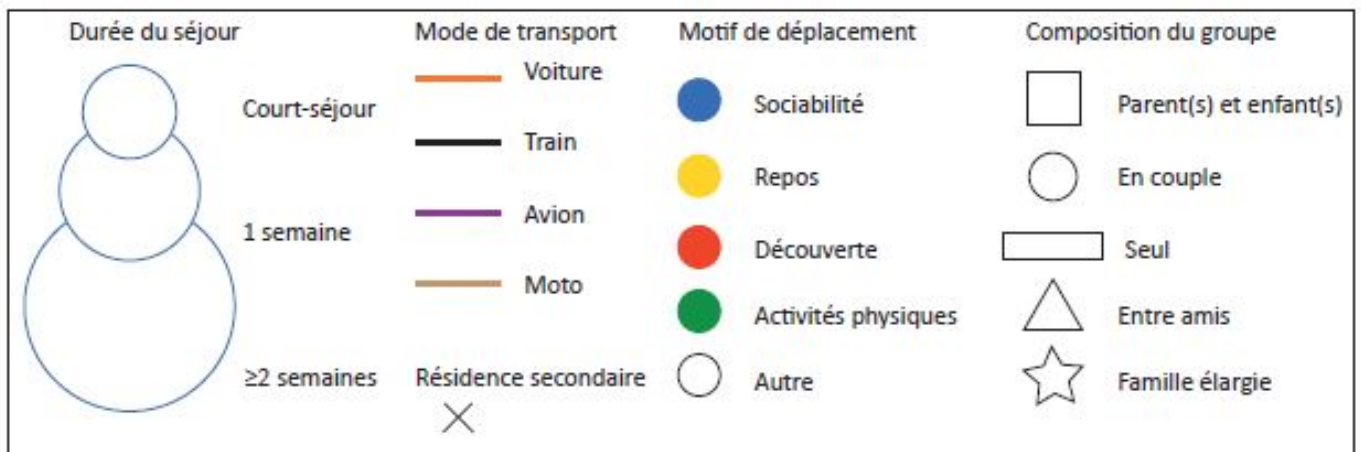 Durée du séjour
Court-séjour
1 semaine
≥2 semaines
Mode de transport
Voiture
Train
Avion
Moto
Résidence secondaire
Motif de déplacement
Sociabilité
Repos
Découverte
Activités physiques
Autre
Composition du groupe
Parent(s) et enfant(s)
En couple
Seul
Entre amis
Famille élargie